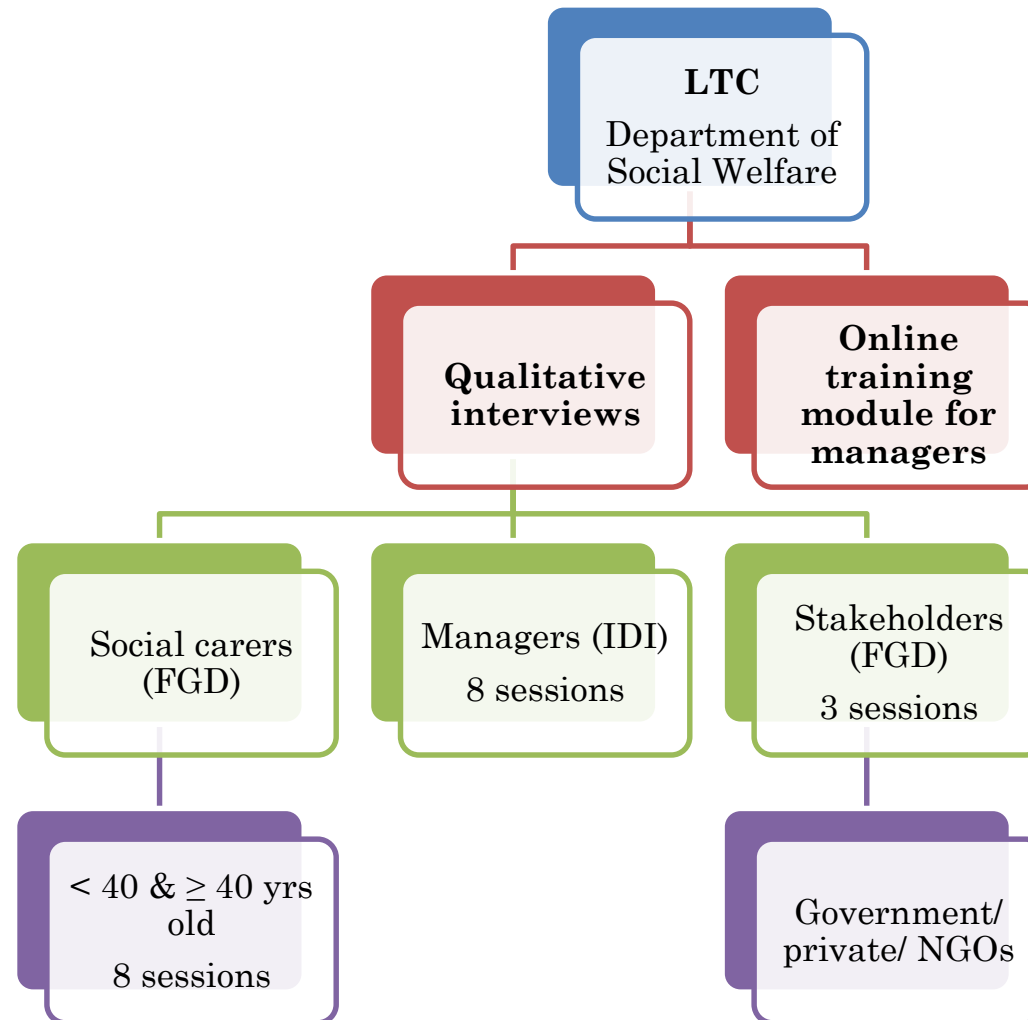 LTC
Department of
Social Welfare
Qualitative
interviews
Online
training
module for
managers
Social carers
(FGD)
Managers (IDI)
8 sessions
Stakeholders
(FGD)
3 sessions
< 40 & ≥ 40 yrs
old
8 sessions
Government/
private/ NGOs